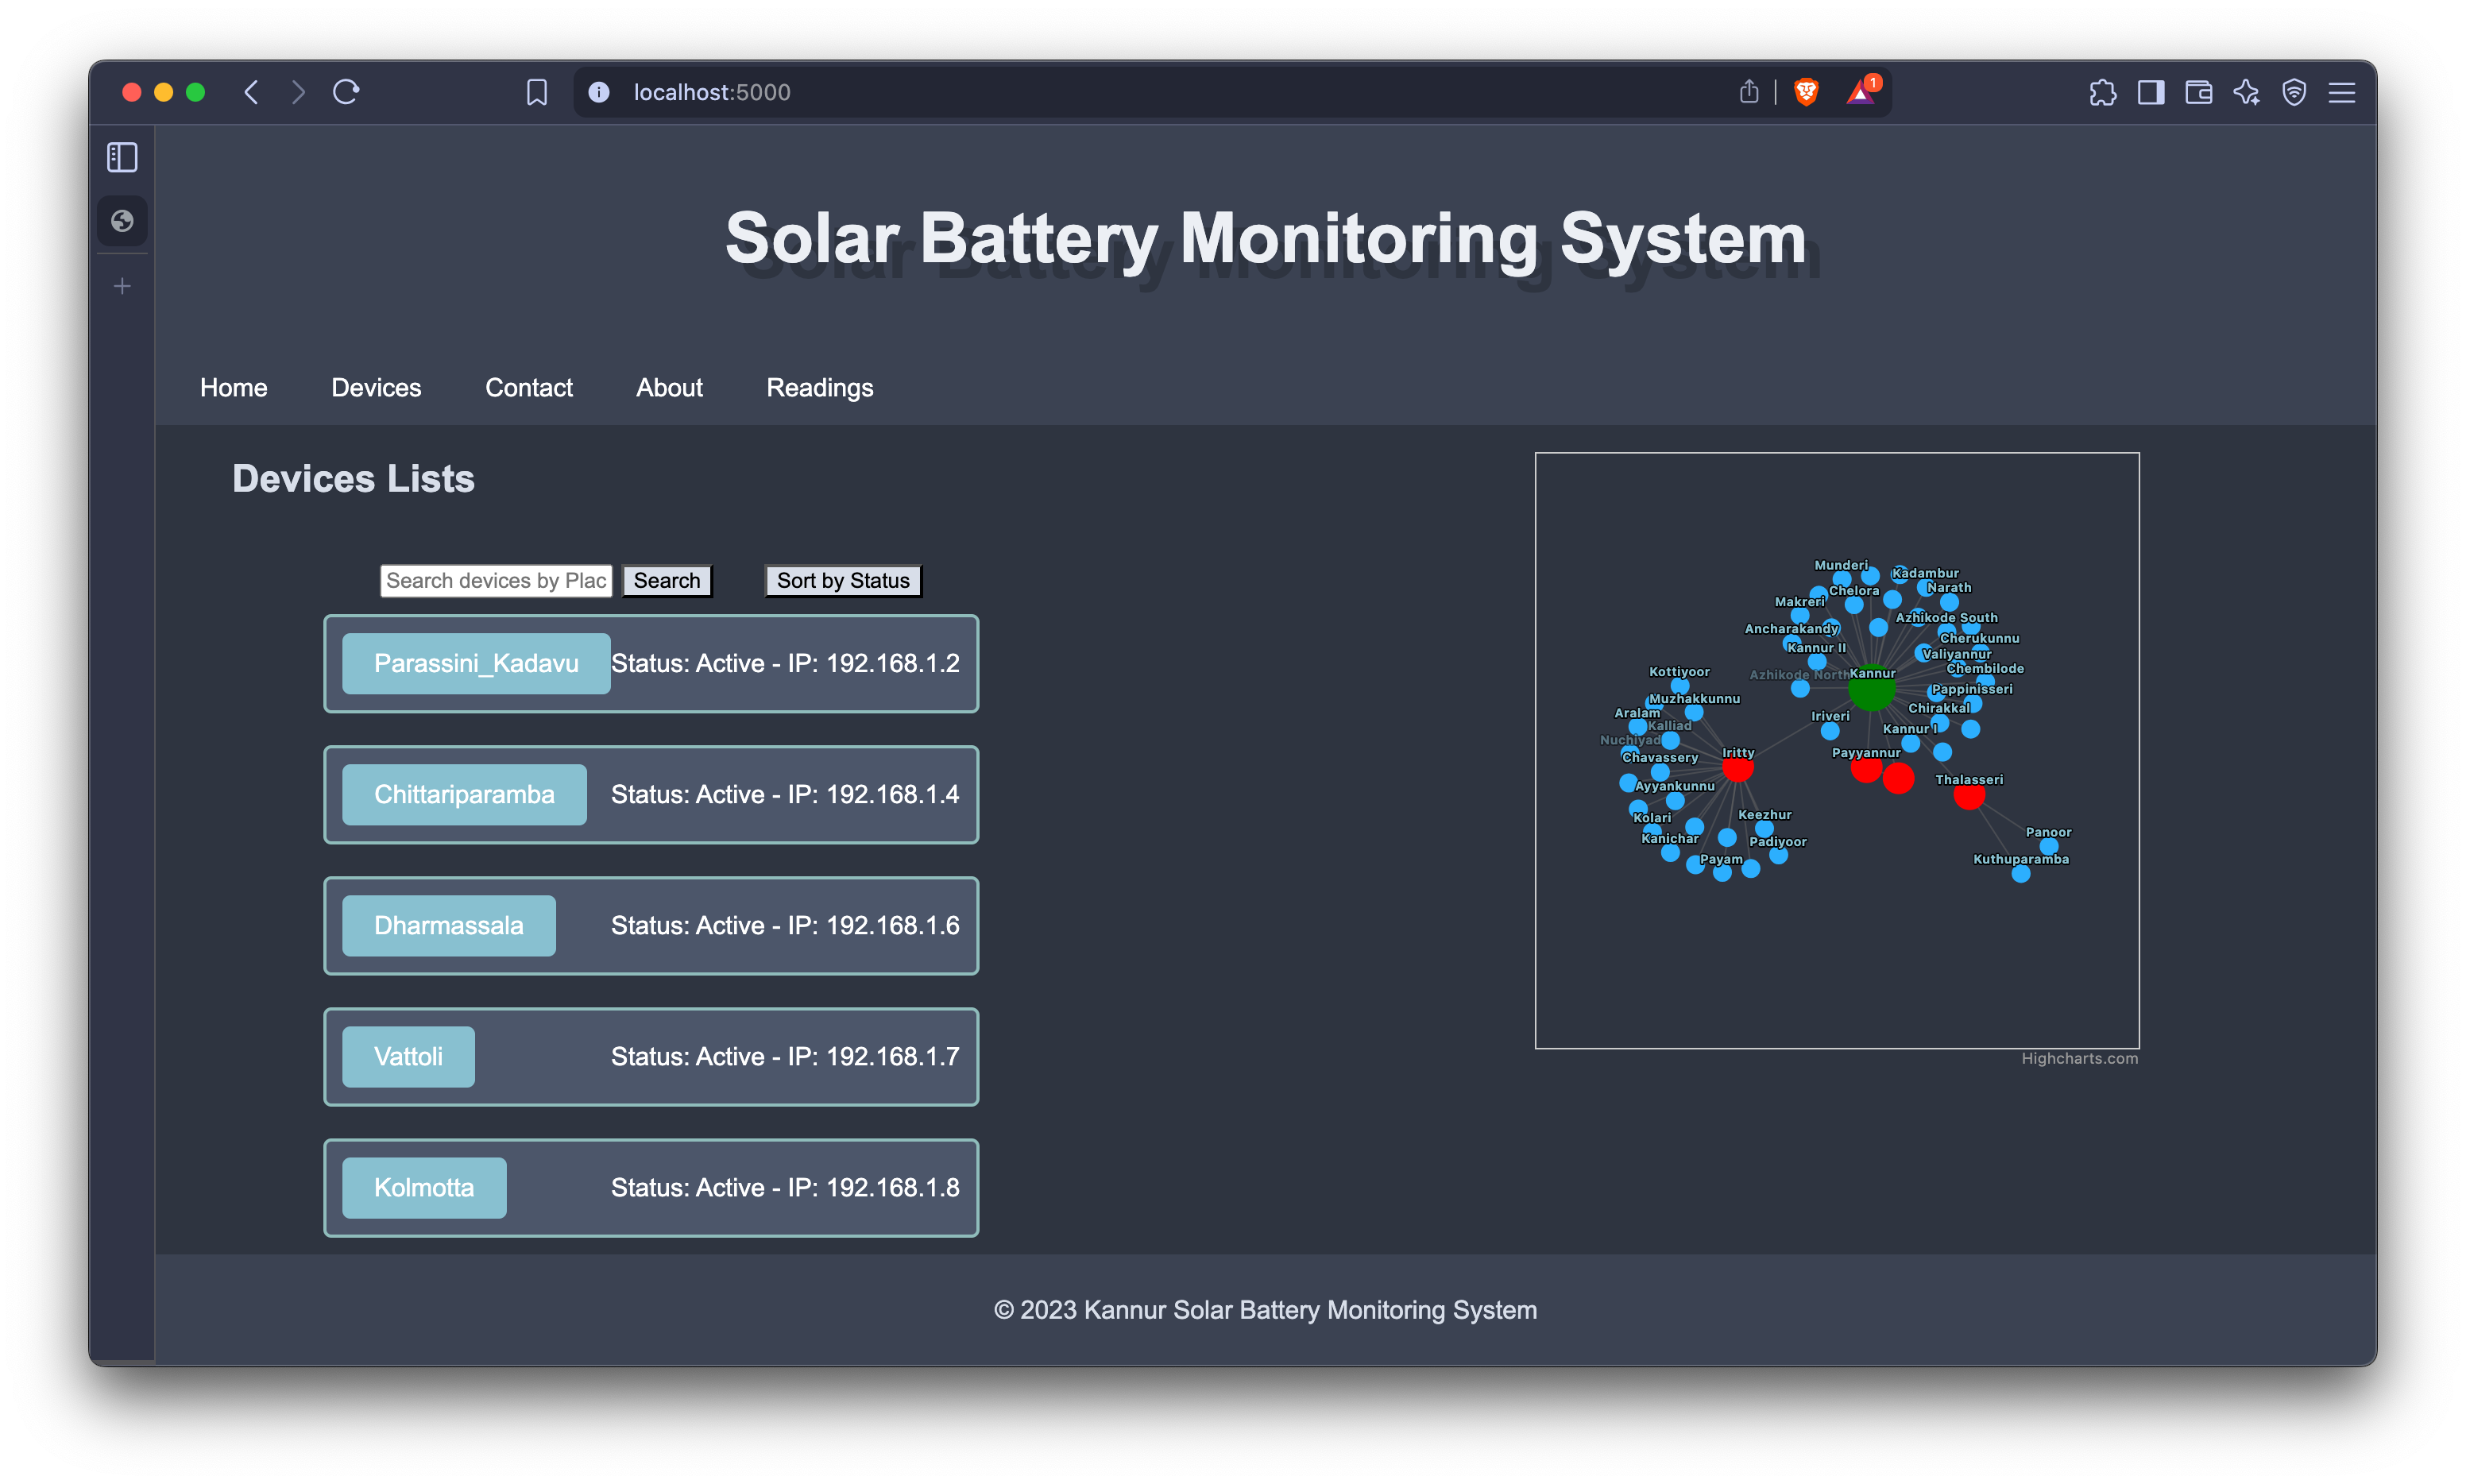 localhost:5000
1
Solar Battery Monitoring System
Home Devices Contact About Readings
Devices Lists
Search devices by Plac Search Sort by Status
Parassini_Kadavu Status: Active - IP: 192.168.1.2
Chittariparamba Status: Active - IP: 192.168.1.4
Dharmassala Status: Active - IP: 192.168.1.6
Vattoli Status: Active - IP: 192.168.1.7
Kolmotta Status: Active - IP: 192.168.1.8
Munderi
Kadambur
Chelora
Narath
Makreri
Azhikode South
Ancharakandy
Cherukunnu
Kannur II
Valiyannur
Chembilode
Azhikode North
Kannur
Kottiyoor
Pappinisseri
Muzhakkunnu
Chirakkal
Aralam
Iriveri
Kalliad
Kannur I
Nuchiyad
Iritty
Payyannur
Chavassery
Thalasseri
Ayyankunnu
Keezhur
Kolari
Panoor
Kanichar
Padiyoor
Payam
Kuthuparamba
Highcharts.com
© 2023 Kannur Solar Battery Monitoring System